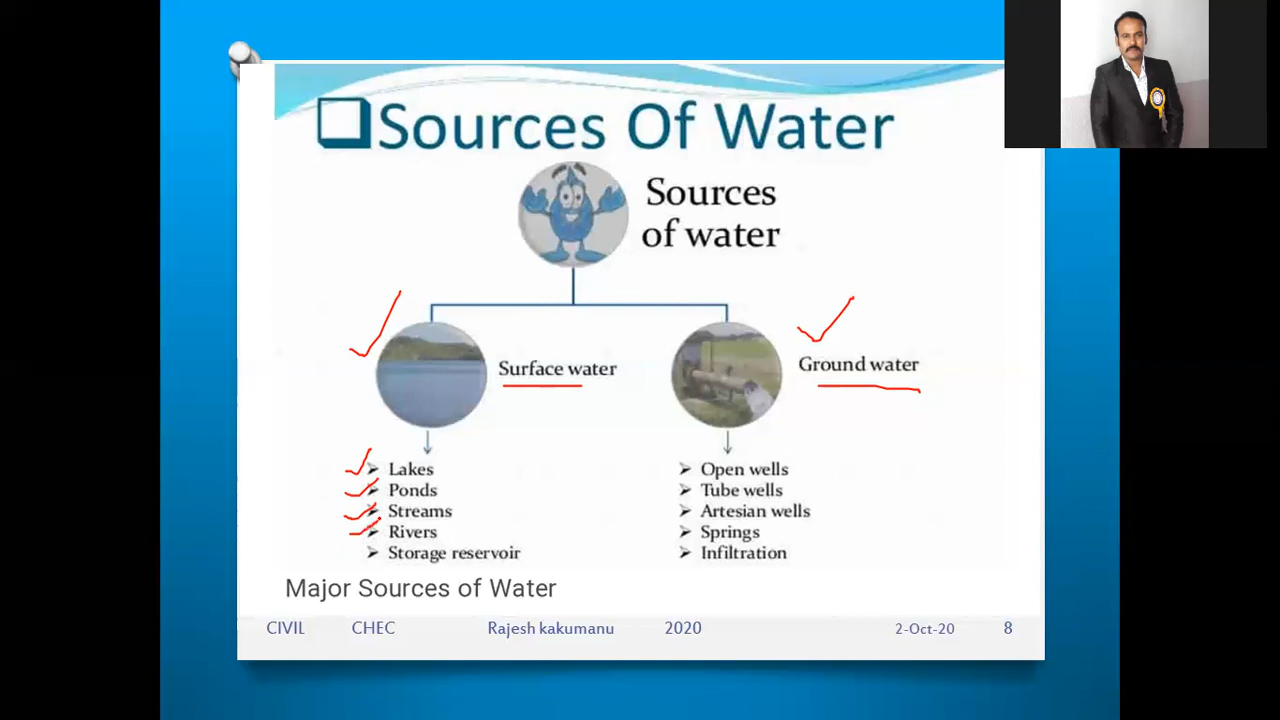 Sources Of Water
Sources
of water
Surface water
Ground water
Lakes
Ponds
Streams
Rivers
Storage reservoir
Open wells
Tube wells
Artesian wells
Springs
Infiltration
Major Sources of Water
CIVIL CHEC Rajesh kakumanu 2020 2-Oct-20 8